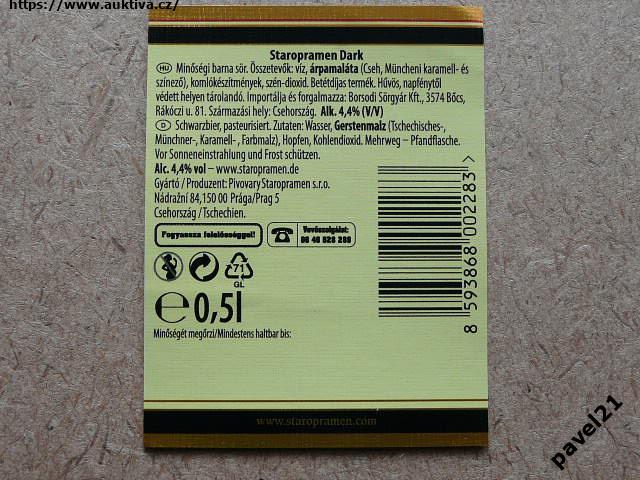 https://www.auktiva.cz/
Staropramen Dark
HU Minőségi barna sör. Összetevők: víz, árpamaláta (Cseh, Müncheni karamell- és
színező), komlókészítmények, szén-dioxid. Betétdíjas termék. Hűvös, napfénytől
védett helyen tárolandó. Importálja és forgalmazza: Borsodi Sörgyár Kft., 3574 Bőcs,
Rákóczi u. 81. Származási hely: Csehország. Alk. 4,4% (V/V)
D Schwarzbier, pasteurisiert. Zutaten: Wasser, Gerstenmalz (Tschechisches-,
Münchner-, Karamell- , Farbmalz), Hopfen, Kohlendioxid. Mehrweg – Pfandflasche.
Vor Sonneneinstrahlung und Frost schützen.
Alc. 4,4% vol – www.staropramen.de
Gyártó / Produzent: Pivovary Staropramen s.r.o.
Nádražní 84, 150 00 Prága/Prag 5
Csehország /Tschechien.
Fogyassza felelősséggel!
Vevőszolgálat:
06 40 828 288
71
GL
e 0,5l
Minőségét megőrzi/Mindestens haltbar bis:
8 593868 002283 >
www.staropramen.com
pavel21